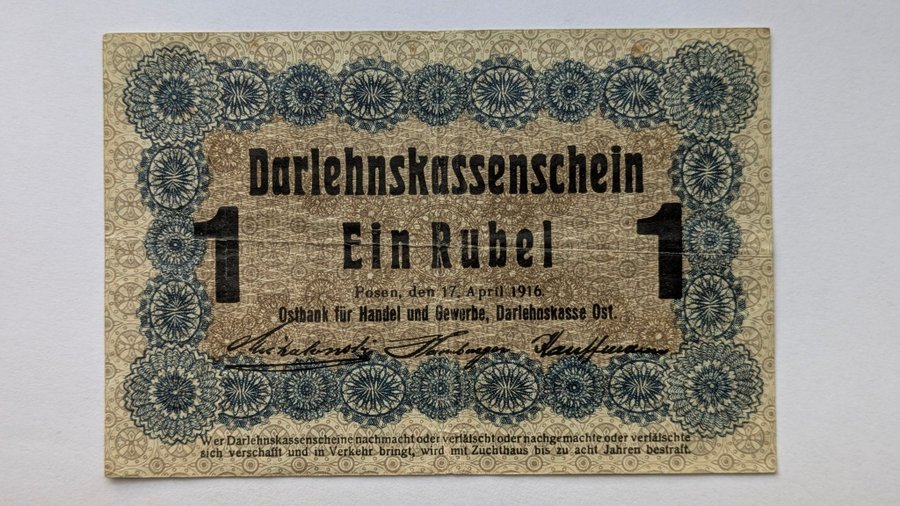 Darlehnskassenschein
1 Ein Rubel 1
Posen, den 17. April 1916.
Ostbank für Handel und Gewerbe, Darlehnskasse Ost.
Kauffmann
Wer Darlehnskassenscheine nachmacht oder verfälscht oder nachgemachte oder verfälschte
sich verschafft und in Verkehr bringt, wird mit Zuchthaus bis zu acht Jahren bestraft.